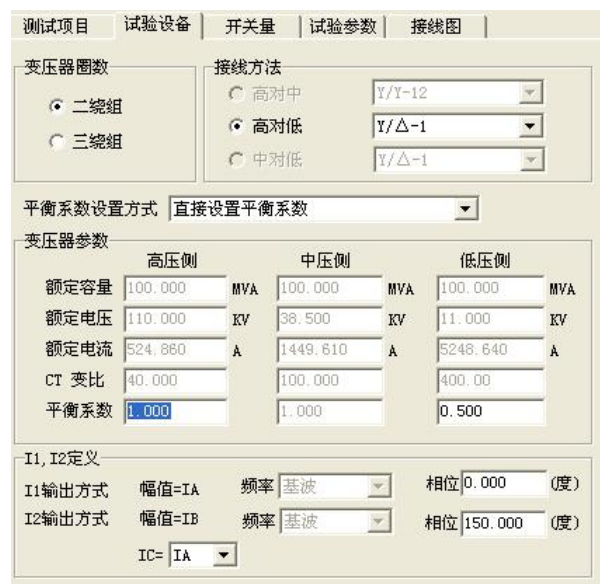 测试项目 试验设备 开关量 试验参数 接线图
变压器圈数 接线方法
二绕组
三绕组
高对中 Y/Y-12
高对低 Y/△-1
中对低 Y/△-1
平衡系数设置方式 直接设置平衡系数
变压器参数
高压侧 中压侧 低压侧
额定容量 100.000 MVA 100.000 MVA 100.000 MVA
额定电压 110.000 KV 38.500 KV 11.000 KV
额定电流 524.860 A 1449.610 A 5248.640 A
CT 变比 40.000 100.000 400.00
平衡系数 1.000 1.000 0.500
I1,I2定义
I1输出方式 幅值=IA 频率 基波 相位 0.000 (度)
I2输出方式 幅值=IB 频率 基波 相位 150.000 (度)
IC= IA